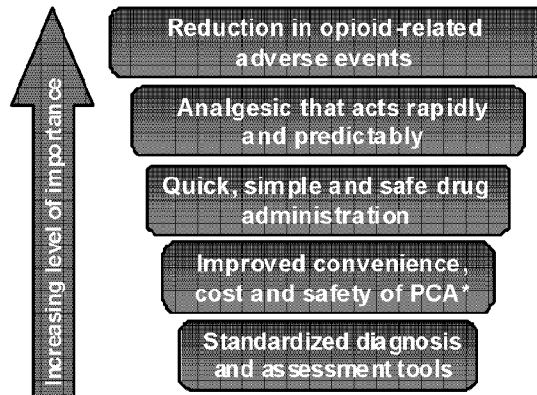 Reduction in opioid-related
adverse events
Analgesic that acts rapidly
and predictably
Quick, simple and safe drug
administration
Improved convenience,
cost and safety of PCA*
Standardized diagnosis
and assessment tools
Increasing level of importance